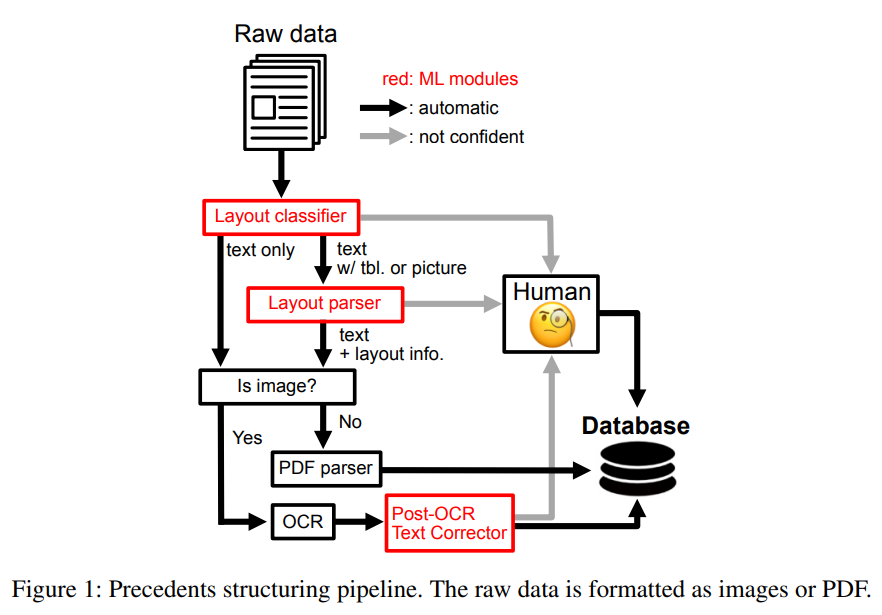 Raw data
red: ML modules
: automatic
: not confident
Layout classifier
text only
text
w/ tbl. or picture
Layout parser
Human
text
+ layout info.
Is image?
Yes
No
Database
PDF parser
OCR
Post-OCR
Text Corrector
Figure 1: Precedents structuring pipeline. The raw data is formatted as images or PDF.